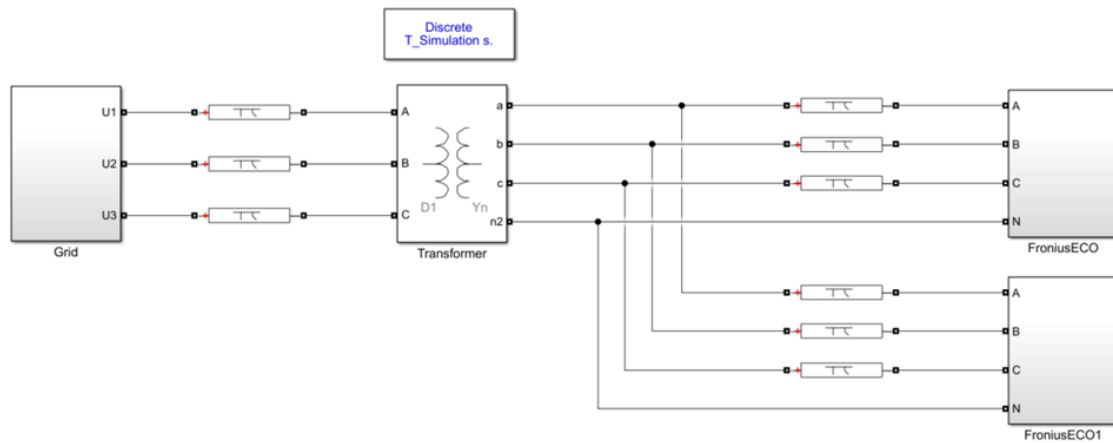 Discrete
T_Simulation s.
U1
U2
U3
Grid
A
B
C
D1
Yn
a
b
c
n2
Transformer
A
B
C
N
FroniusECO
A
B
C
N
FroniusECO1